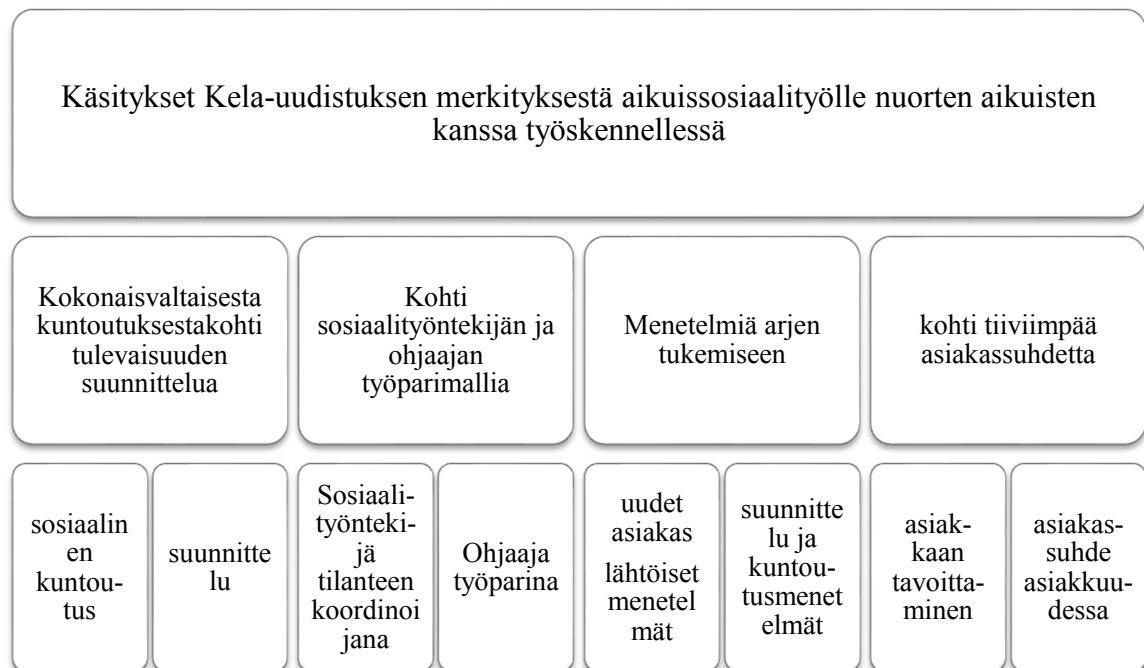 Käsitykset Kela-uudistuksen merkityksestä aikuissosiaalityölle nuorten aikuisten
kanssa työskennellessä
Kokonaisvaltaisesta
kuntoutuksestakohti
tulevaisuuden
suunnittelua
Kohti
sosiaalityöntekijän ja
ohjaajan
työparimallia
Menetelmiä arjen
tukemiseen
kohti tiiviimpää
asiakassuhdetta
sosiaalin
en
kuntou-
tus
suunnitte
lu
Sosiaali-
työnteki-
jä
tilanteen
koordinoi
jana
Ohjaaja
työparina
uudet
asiakas
lähtöiset
menetel
mät
suunnitte
lu ja
kuntou-
tusmenet
elmät
asiak-
kaan
tavoitta-
minen
asiakas-
suhde
asiakkuu-
dessa